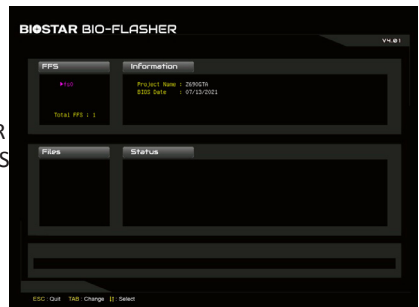 BIOSTAR BIO-FLASHER
V4.01
FPS
Information
▶fs0
Project Name : Z690GTA
BIOS Date : 07/13/2021
Total FPS : 1
R
S
Files
Status
ESC : Quit TAB : Change ↕ : Select